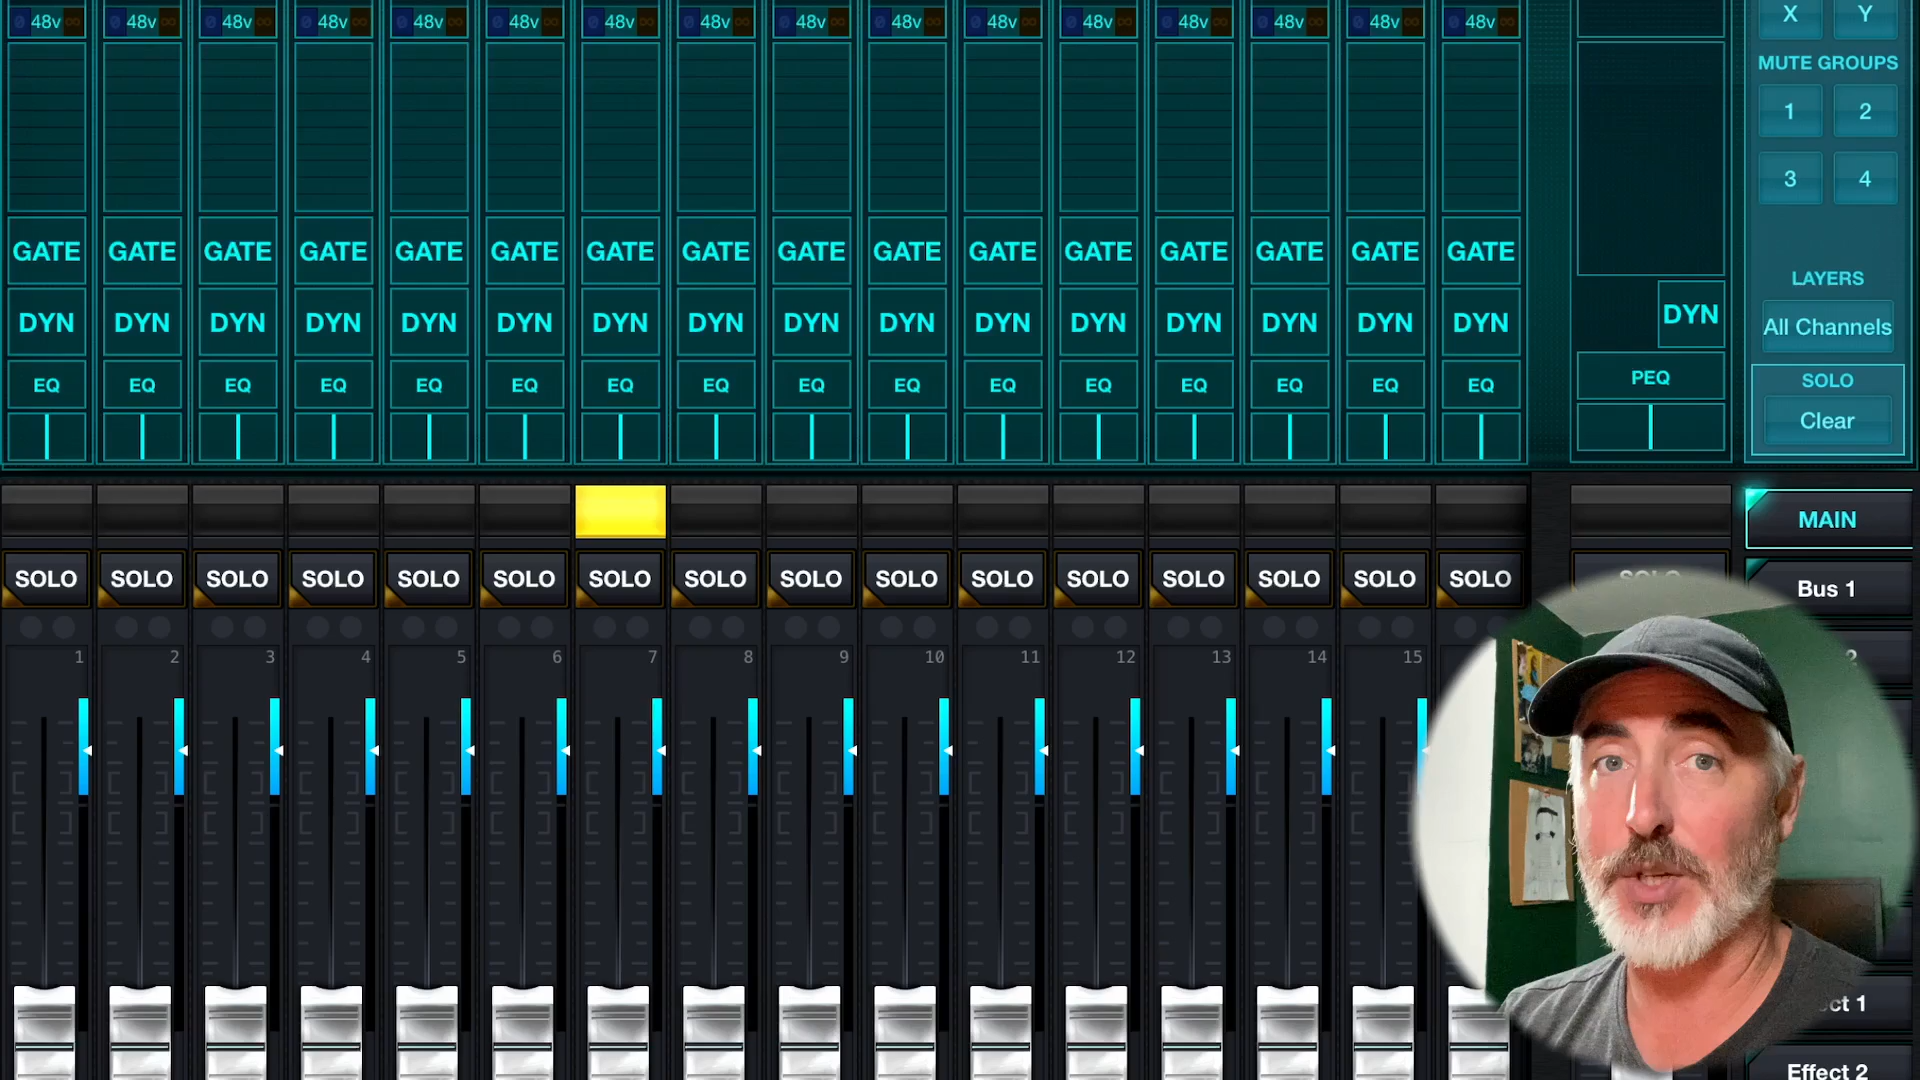 48v 48v 48v 48v 48v 48v 48v 48v 48v 48v 48v 48v 48v 48v 48v 48v X Y
MUTE GROUPS
1 2
3 4
GATE GATE GATE GATE GATE GATE GATE GATE GATE GATE GATE GATE GATE GATE GATE GATE
LAYERS
DYN DYN DYN DYN DYN DYN DYN DYN DYN DYN DYN DYN DYN DYN DYN DYN DYN All Channels
EQ EQ EQ EQ EQ EQ EQ EQ EQ EQ EQ EQ EQ EQ EQ EQ PEQ SOLO
Clear
MAIN
SOLO SOLO SOLO SOLO SOLO SOLO SOLO SOLO SOLO SOLO SOLO SOLO SOLO SOLO SOLO SOLO SOLO Bus 1
1 2 3 4 5 6 7 8 9 10 11 12 13 14 15 2
ect 1
Effect 2